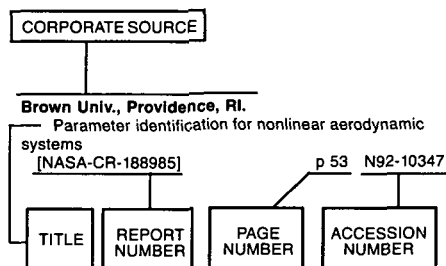 CORPORATE SOURCE
Brown Univ., Providence, RI.
Parameter identification for nonlinear aerodynamic
systems
[NASA-CR-188985] p 53 N92-10347
TITLE REPORT NUMBER PAGE NUMBER ACCESSION NUMBER